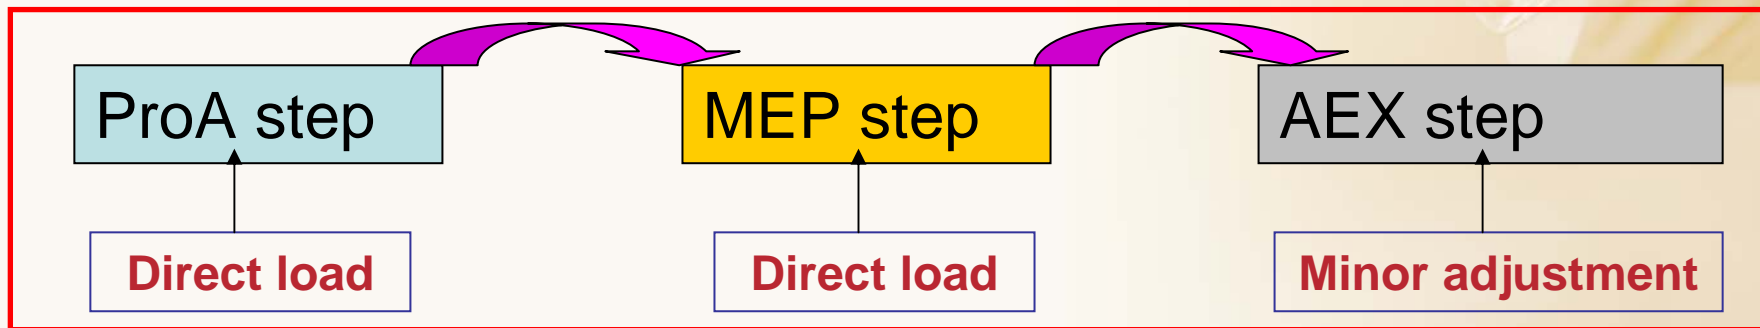 ProA step
MEP step
AEX step
Direct load
Direct load
Minor adjustment